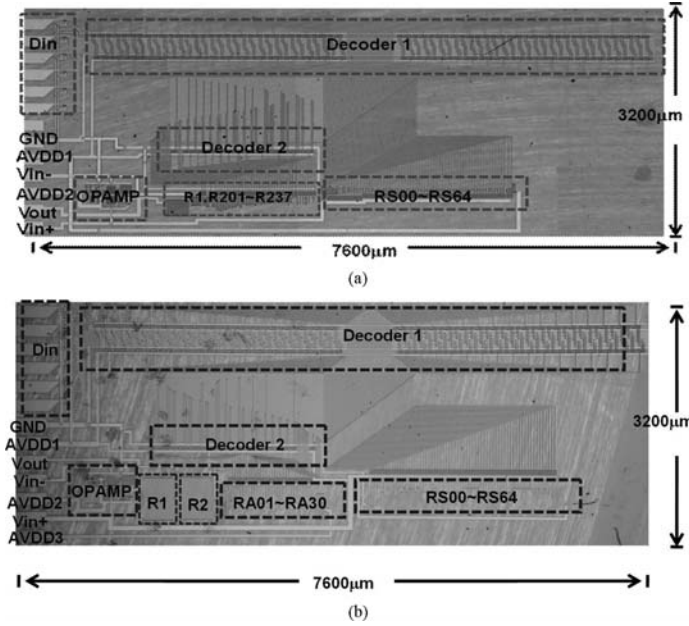 Din
Decoder 1
GND
AVDD1
Vin-
AVDD2
Vout
Vin+
Decoder 2
OPAMP
R1,R201~R237
RS00~RS64
3200μm
7600μm
(a)
Din
Decoder 1
GND
AVDD1
Vout
Vin-
AVDD2
Vin+
AVDD3
Decoder 2
OPAMP
R1
R2
RA01~RA30
RS00~RS64
3200μm
7600μm
(b)